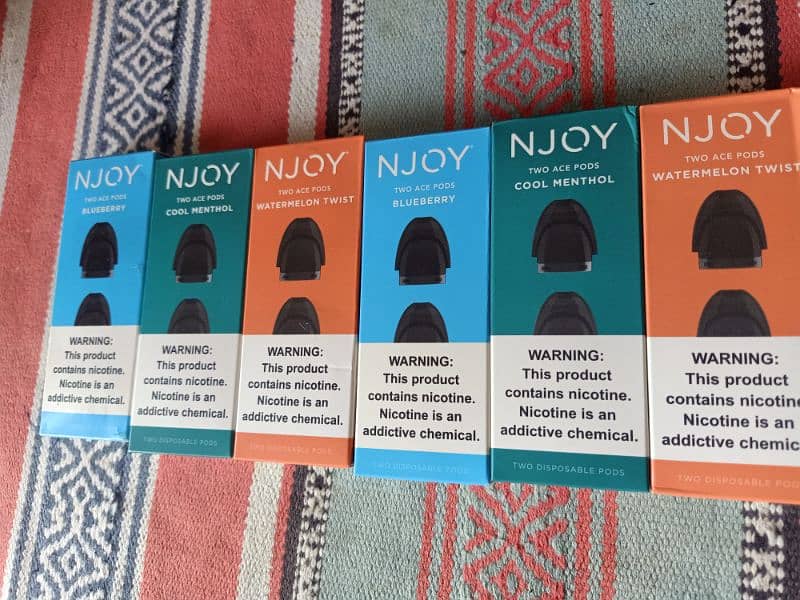 NJOY
TWO ACE PODS
BLUEBERRY
WARNING:
This product
contains nicotine.
Nicotine is an
addictive chemical.
NJOY
TWO ACE PODS
COOL MENTHOL
WARNING:
This product
contains nicotine.
Nicotine is an
addictive chemical.
TWO DISPOSABLE PODS
NJOY
TWO ACE PODS
WATERMELON TWIST
WARNING:
This product
contains nicotine.
Nicotine is an
addictive chemical.
TWO DISPOSABLE PODS
NJOY
TWO ACE PODS
BLUEBERRY
WARNING:
This product
contains nicotine.
Nicotine is an
addictive chemical.
TWO DISPOSABLE PODS
NJOY
TWO ACE PODS
COOL MENTHOL
WARNING:
This product
contains nicotine.
Nicotine is an
addictive chemical.
TWO DISPOSABLE PODS
NJOY
TWO ACE PODS
WATERMELON TWIST
WARNING:
This product
contains nicotine
Nicotine is an
addictive chemic
TWO DISPOSABLE PODS